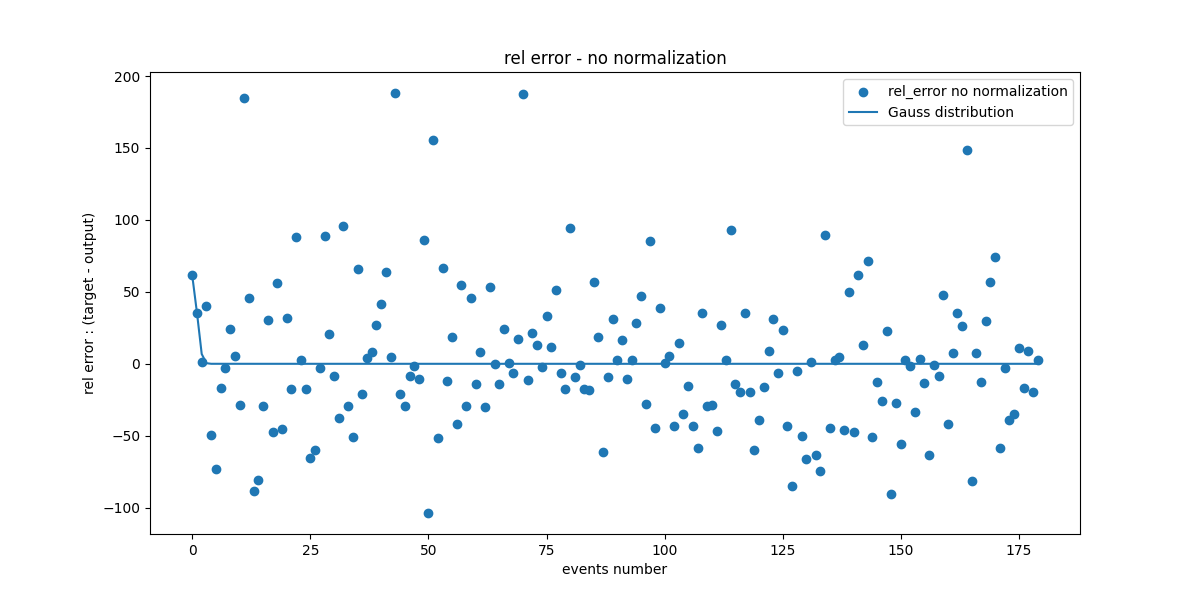 rel error - no normalization
rel_error no normalization
Gauss distribution
200
150
100
50
0
−50
−100
rel error : (target - output)
0 25 50 75 100 125 150 175
events number